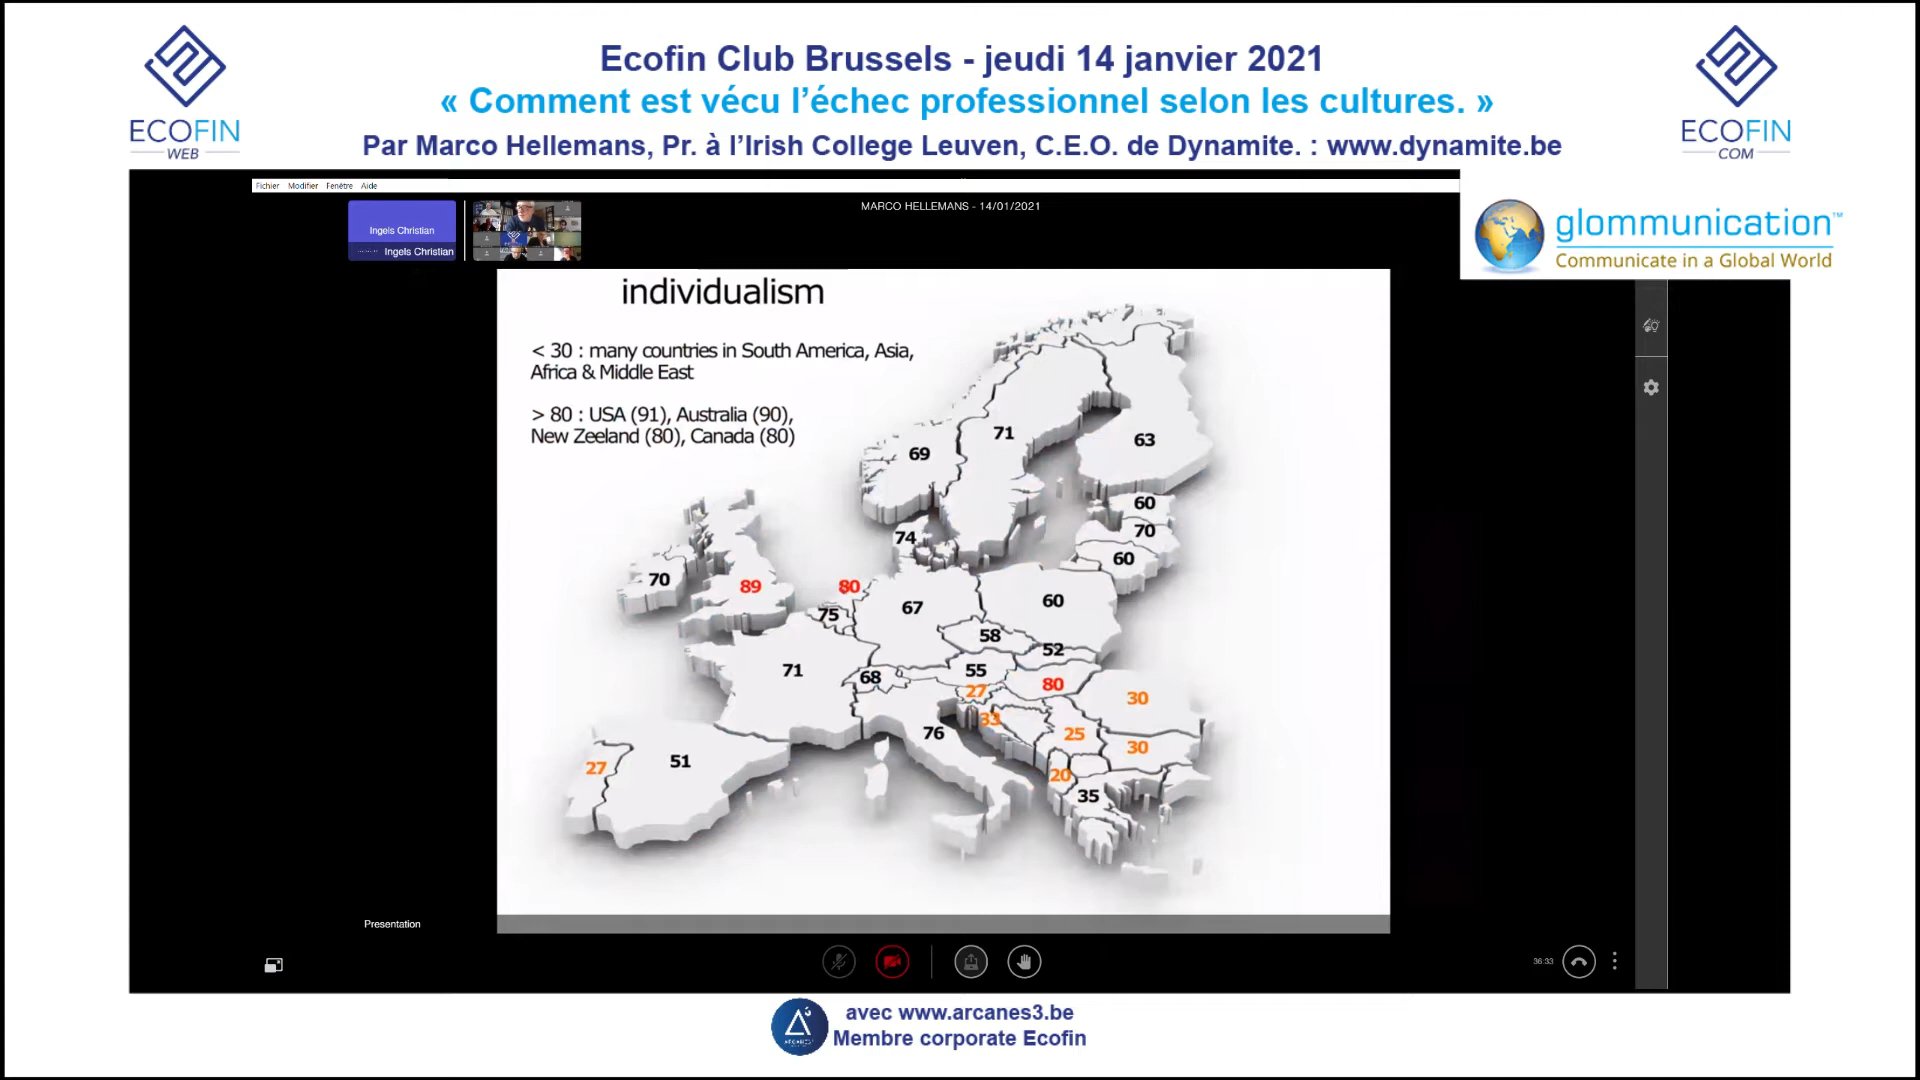 Ecofin Club Brussels - jeudi 14 janvier 2021
« Comment est vécu l’échec professionnel selon les cultures. »
Par Marco Hellemans, Pr. à l’Irish College Leuven, C.E.O. de Dynamite. : www.dynamite.be
ECOFIN
WEB
ECOFIN
COM
Fichier Modifier Fenêtre Aide
MARCO HELLEMANS - 14/01/2021
Ingels Christian
Ingels Christian
glommunication™
Communicate in a Global World
individualism
< 30 : many countries in South America, Asia,
Africa & Middle East
> 80 : USA (91), Australia (90),
New Zeeland (80), Canada (80)
71
63
69
60
70
74
60
70
89
80
67
60
75
58
52
71
68
55
80
27
30
33
76
25
30
27
51
20
35
Presentation
36:33
ARCANES³
avec www.arcanes3.be
Membre corporate Ecofin